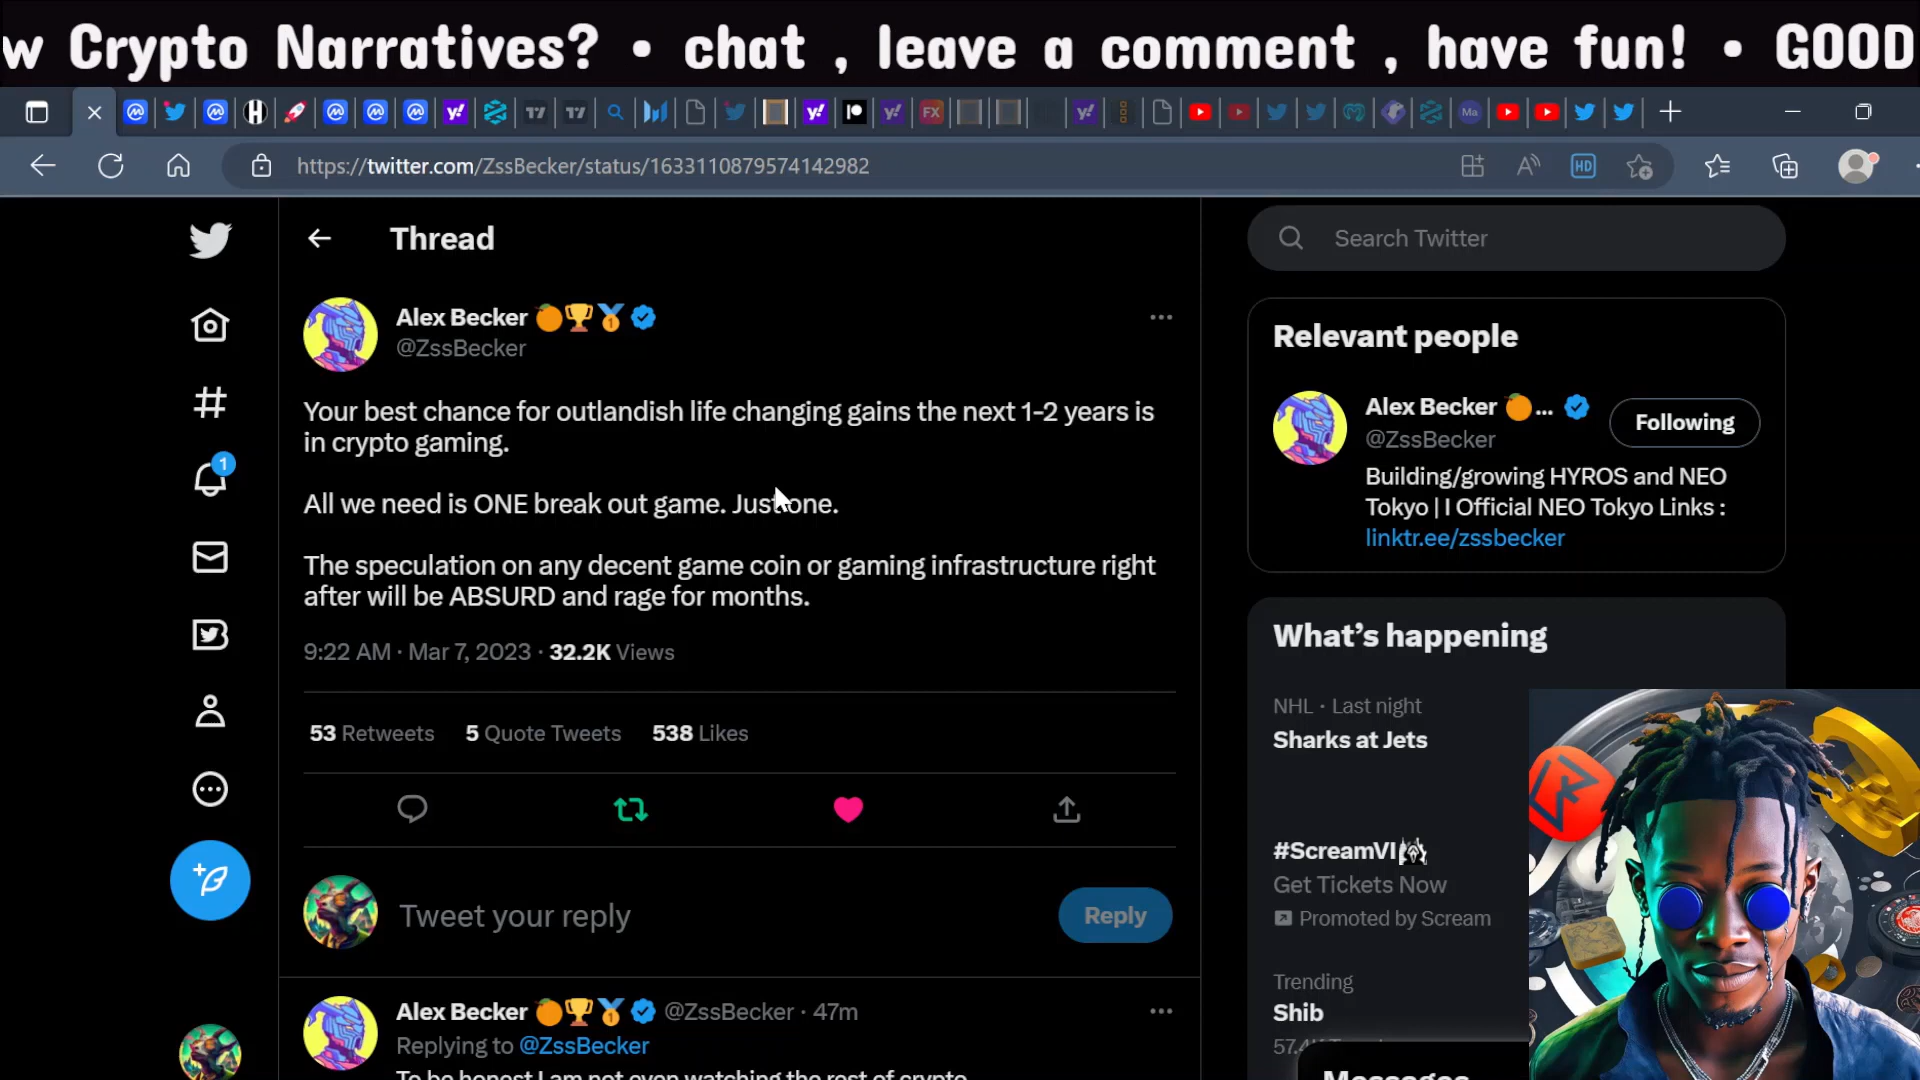 w Crypto Narratives? • chat , leave a comment , have fun! • GOOD
https://twitter.com/ZssBecker/status/1633110879574142982
HD
Thread
Search Twitter
Alex Becker
@ZssBecker
Your best chance for outlandish life changing gains the next 1-2 years is
in crypto gaming.
All we need is ONE break out game. Just one.
The speculation on any decent game coin or gaming infrastructure right
after will be ABSURD and rage for months.
9:22 AM · Mar 7, 2023 · 32.2K Views
53 Retweets 5 Quote Tweets 538 Likes
Tweet your reply
Reply
Alex Becker @ZssBecker · 47m
Replying to @ZssBecker
To be honest I am not even watching the rest of crypto
1
Relevant people
Alex Becker ...
@ZssBecker
Following
Building/growing HYROS and NEO
Tokyo | I Official NEO Tokyo Links :
linktr.ee/zssbecker
What's happening
NHL · Last night
Sharks at Jets
#ScreamVI
Get Tickets Now
Promoted by Scream
Trending
Shib
Messages